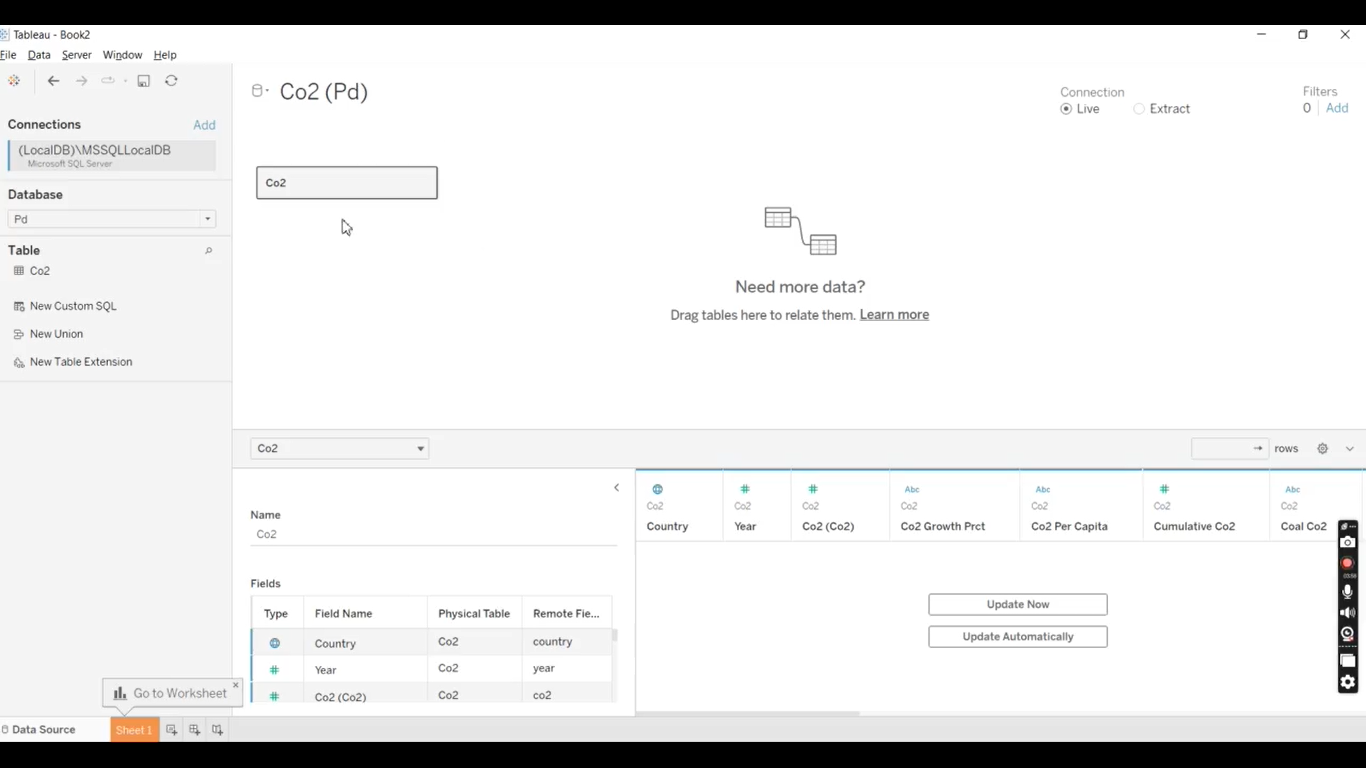 Tableau - Book2
File Data Server Window Help
Co2 (Pd)
Connection
Live Extract
Filters
0 Add
Connections Add
(LocalDB)\MSSQLLocalDB
Microsoft SQL Server
Database
Pd
Table
Co2
New Custom SQL
New Union
New Table Extension
Co2
Need more data?
Drag tables here to relate them. Learn more
Co2
rows
Name
Co2
Fields
Type Field Name Physical Table Remote Fie...
Country Co2 country
Year Co2 year
Co2 (Co2) Co2 co2
Abc Abc Abc
Co2 Co2 Co2 Co2 Co2 Co2 Co2
Country Year Co2 (Co2) Co2 Growth Prct Co2 Per Capita Cumulative Co2 Coal Co2
Update Now
Update Automatically
Go to Worksheet
Data Source Sheet 1